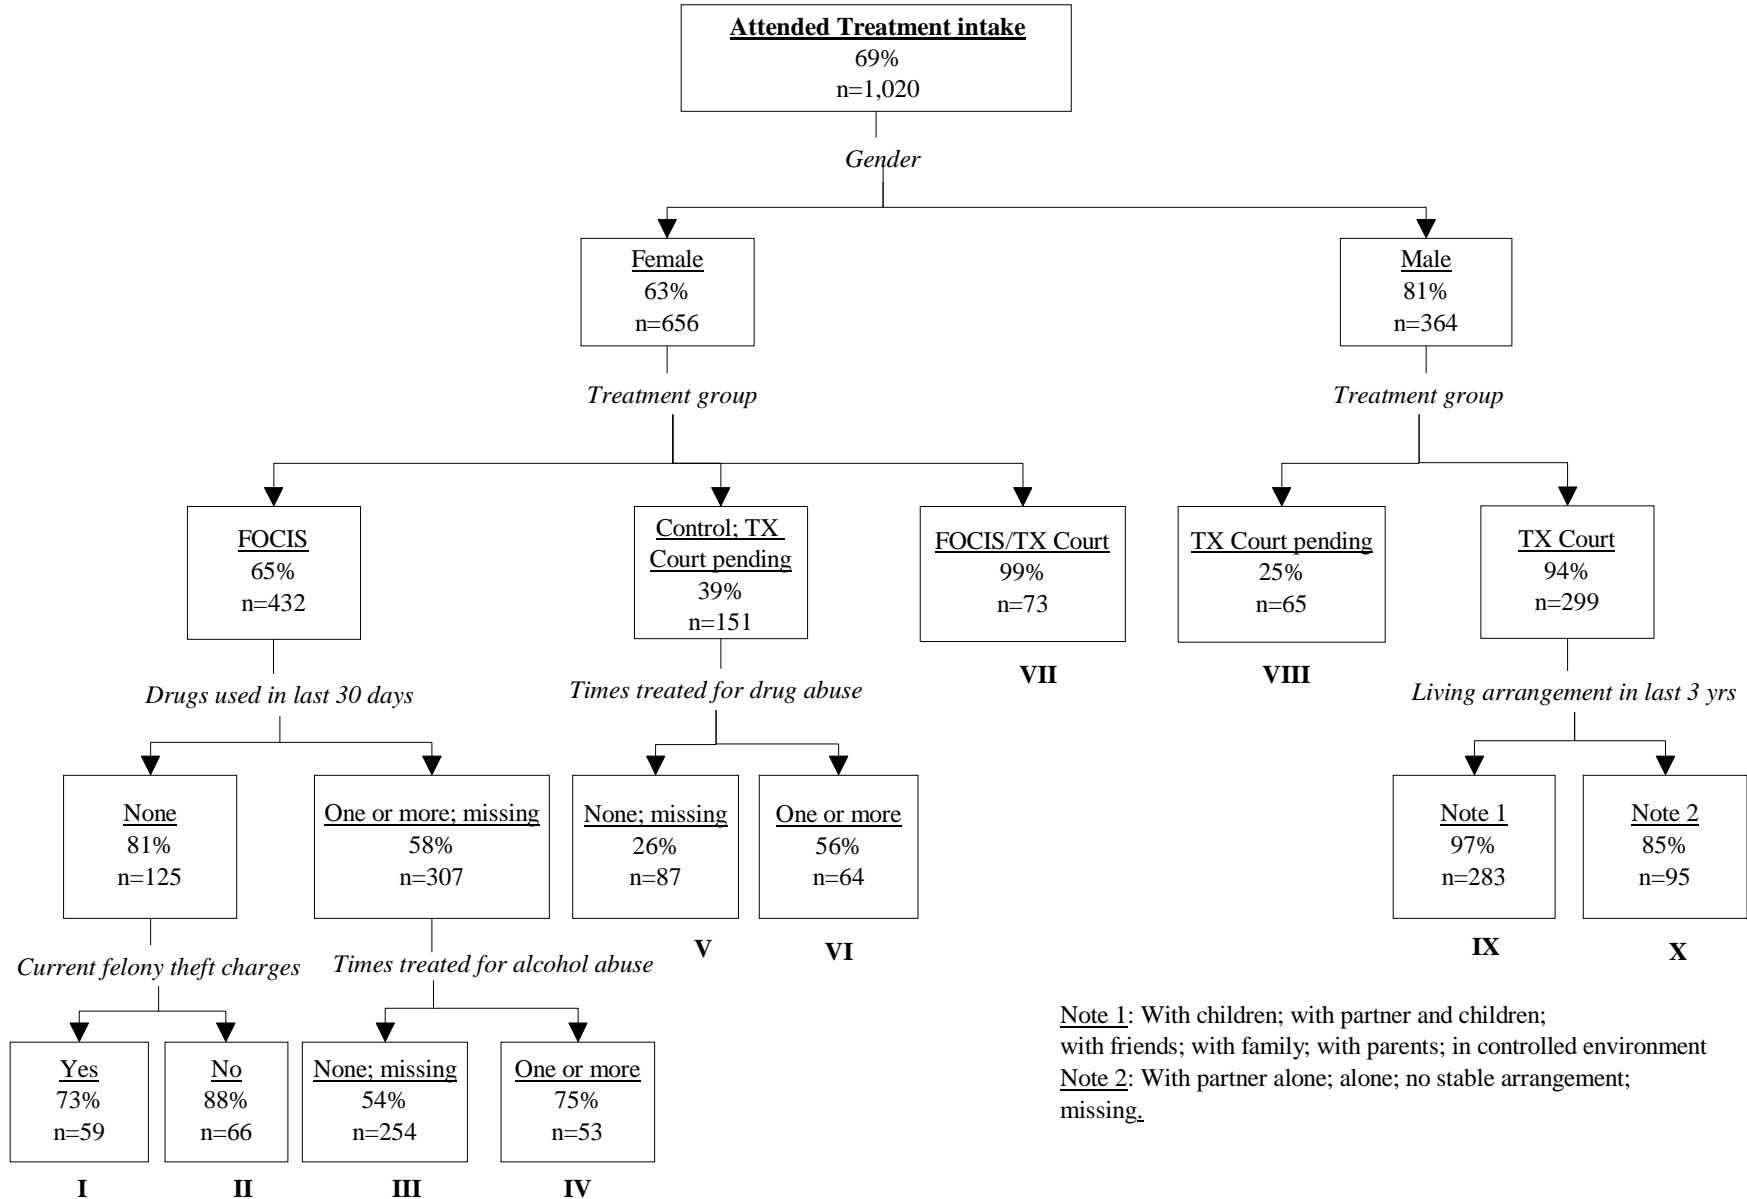 Attended Treatment intake
69%
n=1,020
Gender
Female
63%
n=656
Male
81%
n=364
Treatment group
Treatment group
FOCIS
65%
n=432
Control; TX
Court pending
39%
n=151
FOCIS/TX Court
99%
n=73
TX Court pending
25%
n=65
TX Court
94%
n=299
VII
VIII
Drugs used in last 30 days
Times treated for drug abuse
Living arrangement in last 3 yrs
None
81%
n=125
One or more; missing
58%
n=307
None; missing
26%
n=87
One or more
56%
n=64
Note 1
97%
n=283
Note 2
85%
n=95
V
VI
IX
X
Current felony theft charges
Times treated for alcohol abuse
Yes
73%
n=59
No
88%
n=66
None; missing
54%
n=254
One or more
75%
n=53
I
II
III
IV
Note 1: With children; with partner and children;
with friends; with family; with parents; in controlled environment
Note 2: With partner alone; alone; no stable arrangement;
missing.